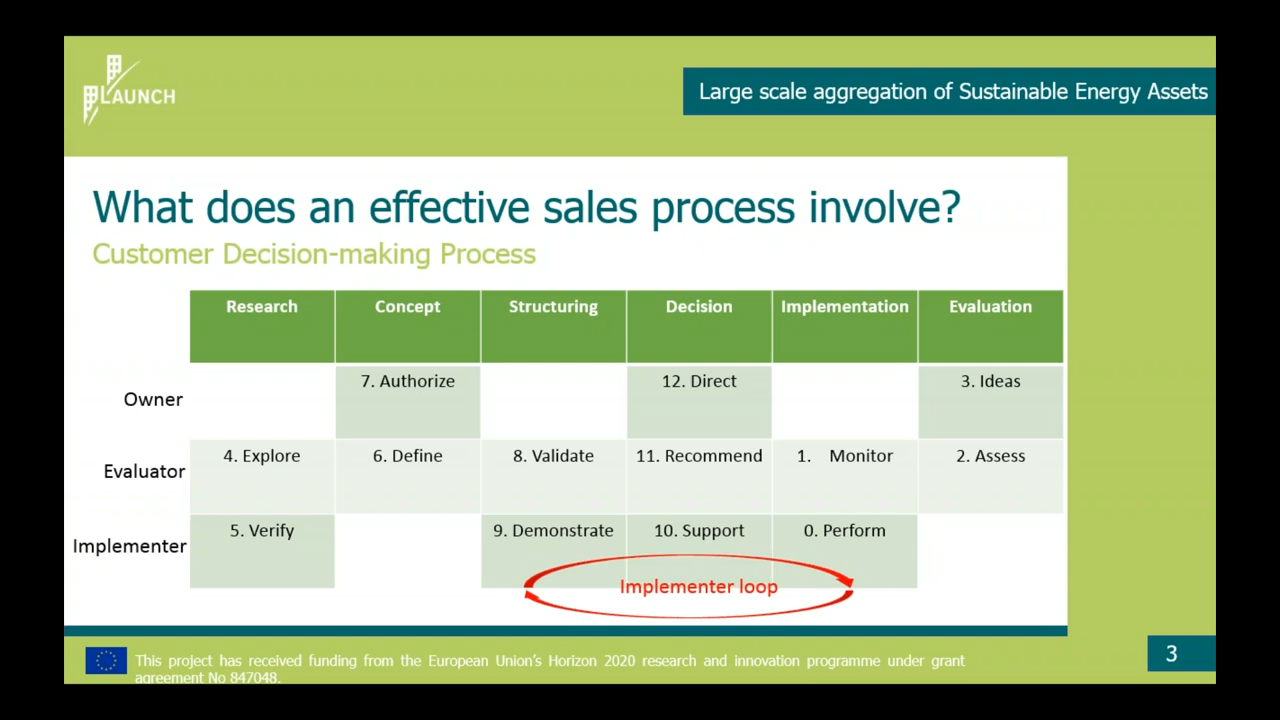 LAUNCH
Large scale aggregation of Sustainable Energy Assets
What does an effective sales process involve?
Customer Decision-making Process
Research Concept Structuring Decision Implementation Evaluation
Owner 7. Authorize 12. Direct 3. Ideas
Evaluator 4. Explore 6. Define 8. Validate 11. Recommend 1. Monitor 2. Assess
Implementer 5. Verify 9. Demonstrate 10. Support 0. Perform
Implementer loop
This project has received funding from the European Union's Horizon 2020 research and innovation programme under grant
agreement No 847048.
3